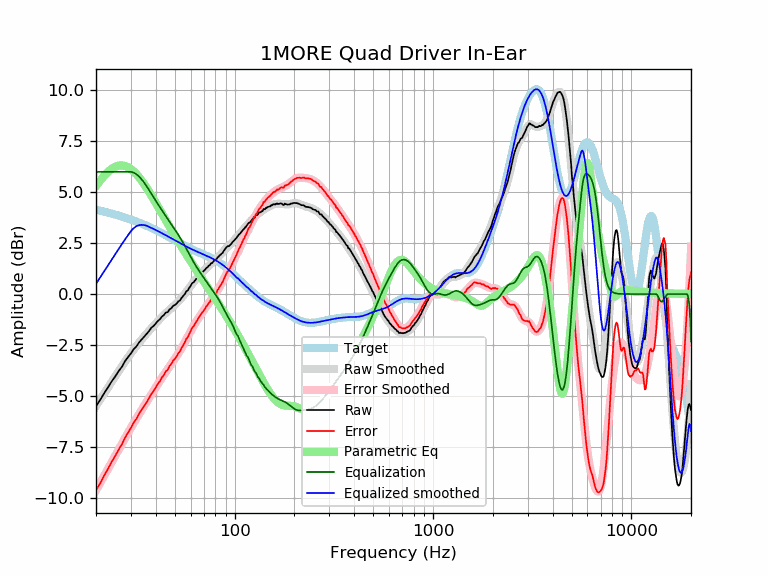 1MORE Quad Driver In-Ear
Amplitude (dBr)
10.0
7.5
5.0
2.5
0.0
−2.5
−5.0
−7.5
−10.0
Target
Raw Smoothed
Error Smoothed
Raw
Error
Parametric Eq
Equalization
Equalized smoothed
100 1000 10000
Frequency (Hz)